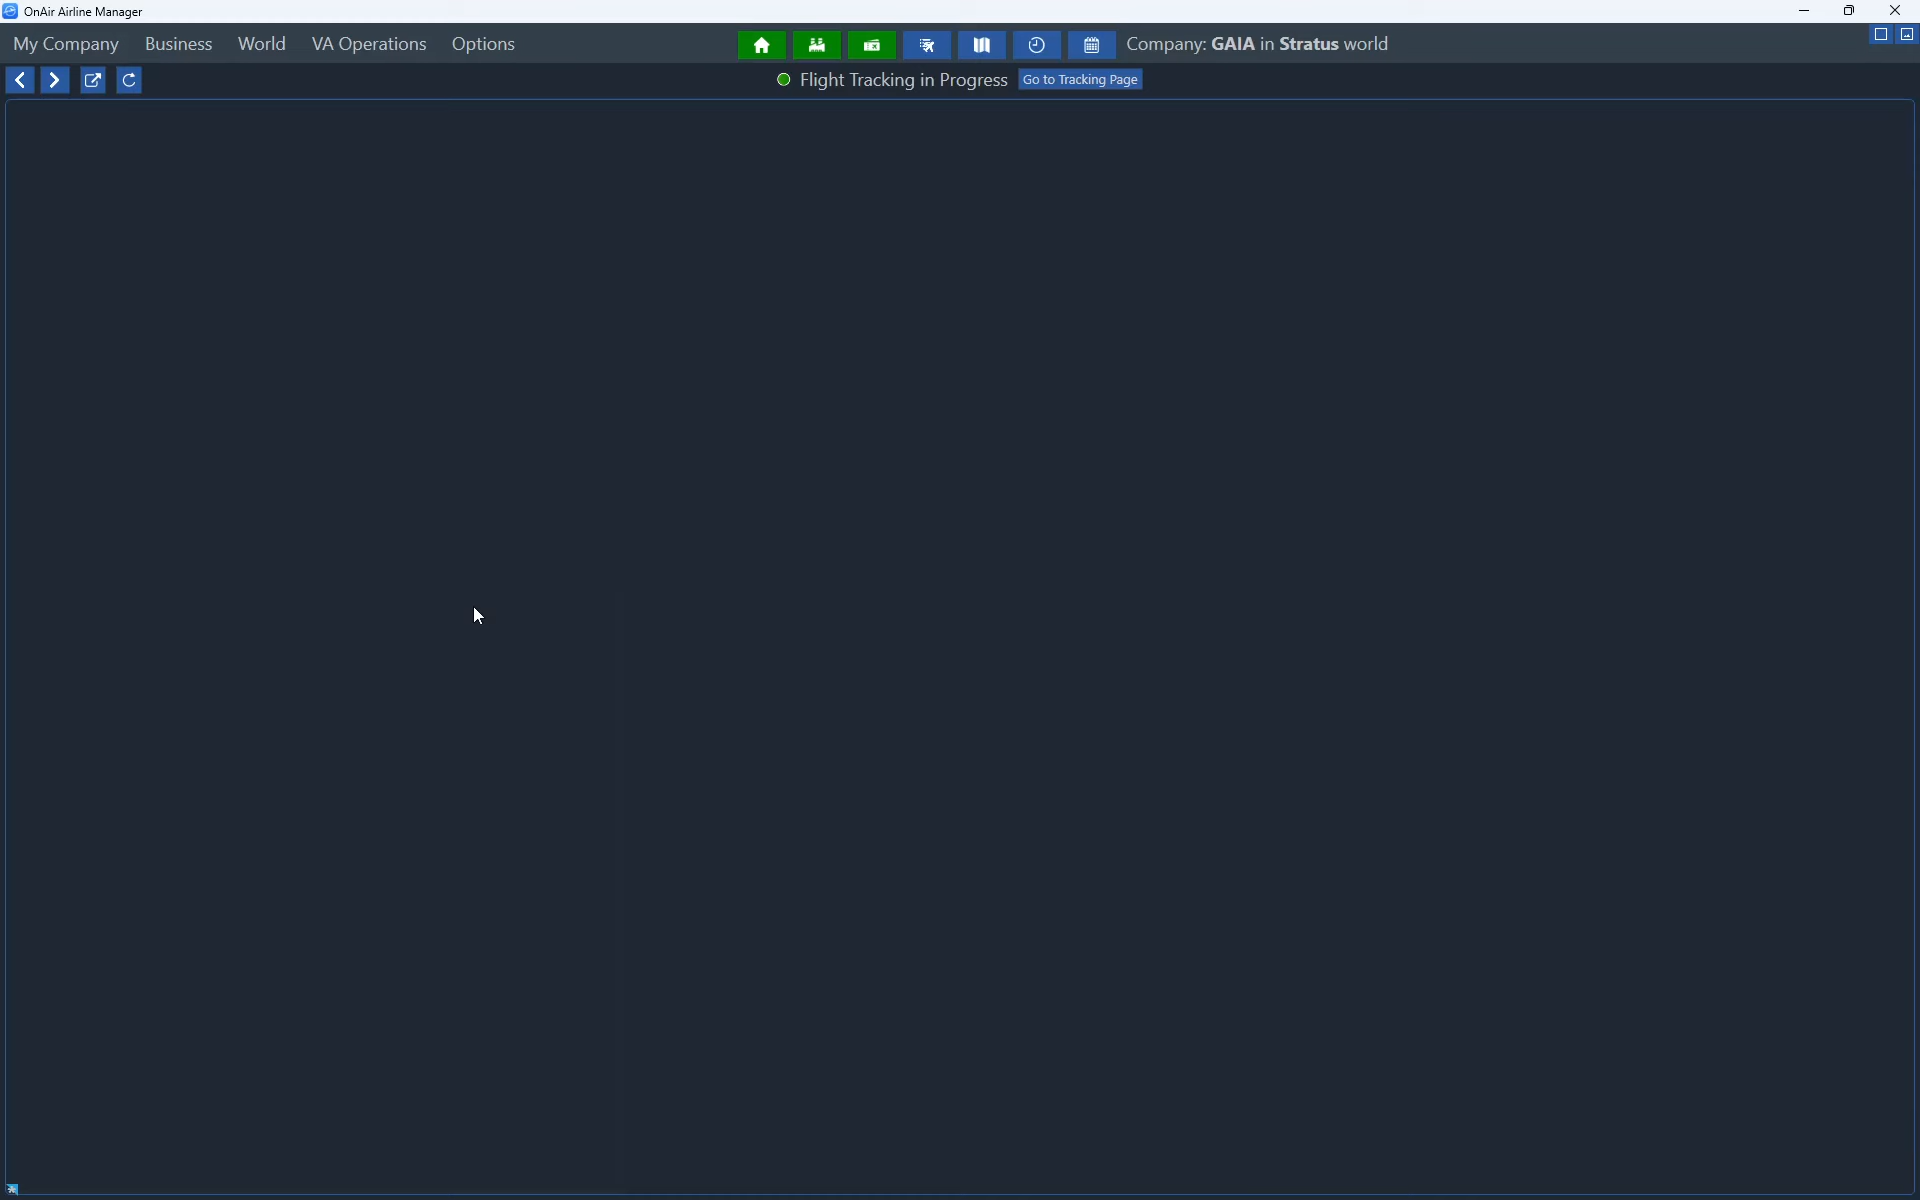 OnAir Airline Manager
My Company Business World VA Operations Options Company: GAIA in Stratus world
Flight Tracking in Progress Go to Tracking Page